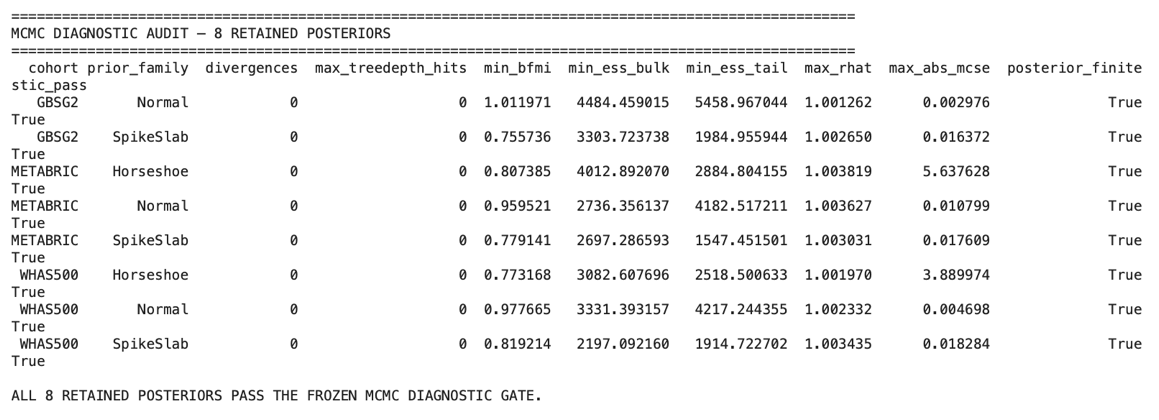 ====================================================================================================
MCMC DIAGNOSTIC AUDIT — 8 RETAINED POSTERIORS
====================================================================================================
cohort prior_family divergences max_treedepth_hits min_bfmi min_ess_bulk min_ess_tail max_rhat max_abs_mcse posterior_finite
stic_pass
GBSG2 Normal 0 0 1.011971 4484.459015 5458.967044 1.001262 0.002976 True
True
GBSG2 SpikeSlab 0 0 0.755736 3303.723738 1984.955944 1.002650 0.016372 True
True
METABRIC Horseshoe 0 0 0.807385 4012.892070 2884.804155 1.003819 5.637628 True
True
METABRIC Normal 0 0 0.959521 2736.356137 4182.517211 1.003627 0.010799 True
True
METABRIC SpikeSlab 0 0 0.779141 2697.286593 1547.451501 1.003031 0.017609 True
True
WHAS500 Horseshoe 0 0 0.773168 3082.607696 2518.500633 1.001970 3.889974 True
True
WHAS500 Normal 0 0 0.977665 3331.393157 4217.244355 1.002332 0.004698 True
True
WHAS500 SpikeSlab 0 0 0.819214 2197.092160 1914.722702 1.003435 0.018284 True
True
ALL 8 RETAINED POSTERIORS PASS THE FROZEN MCMC DIAGNOSTIC GATE.